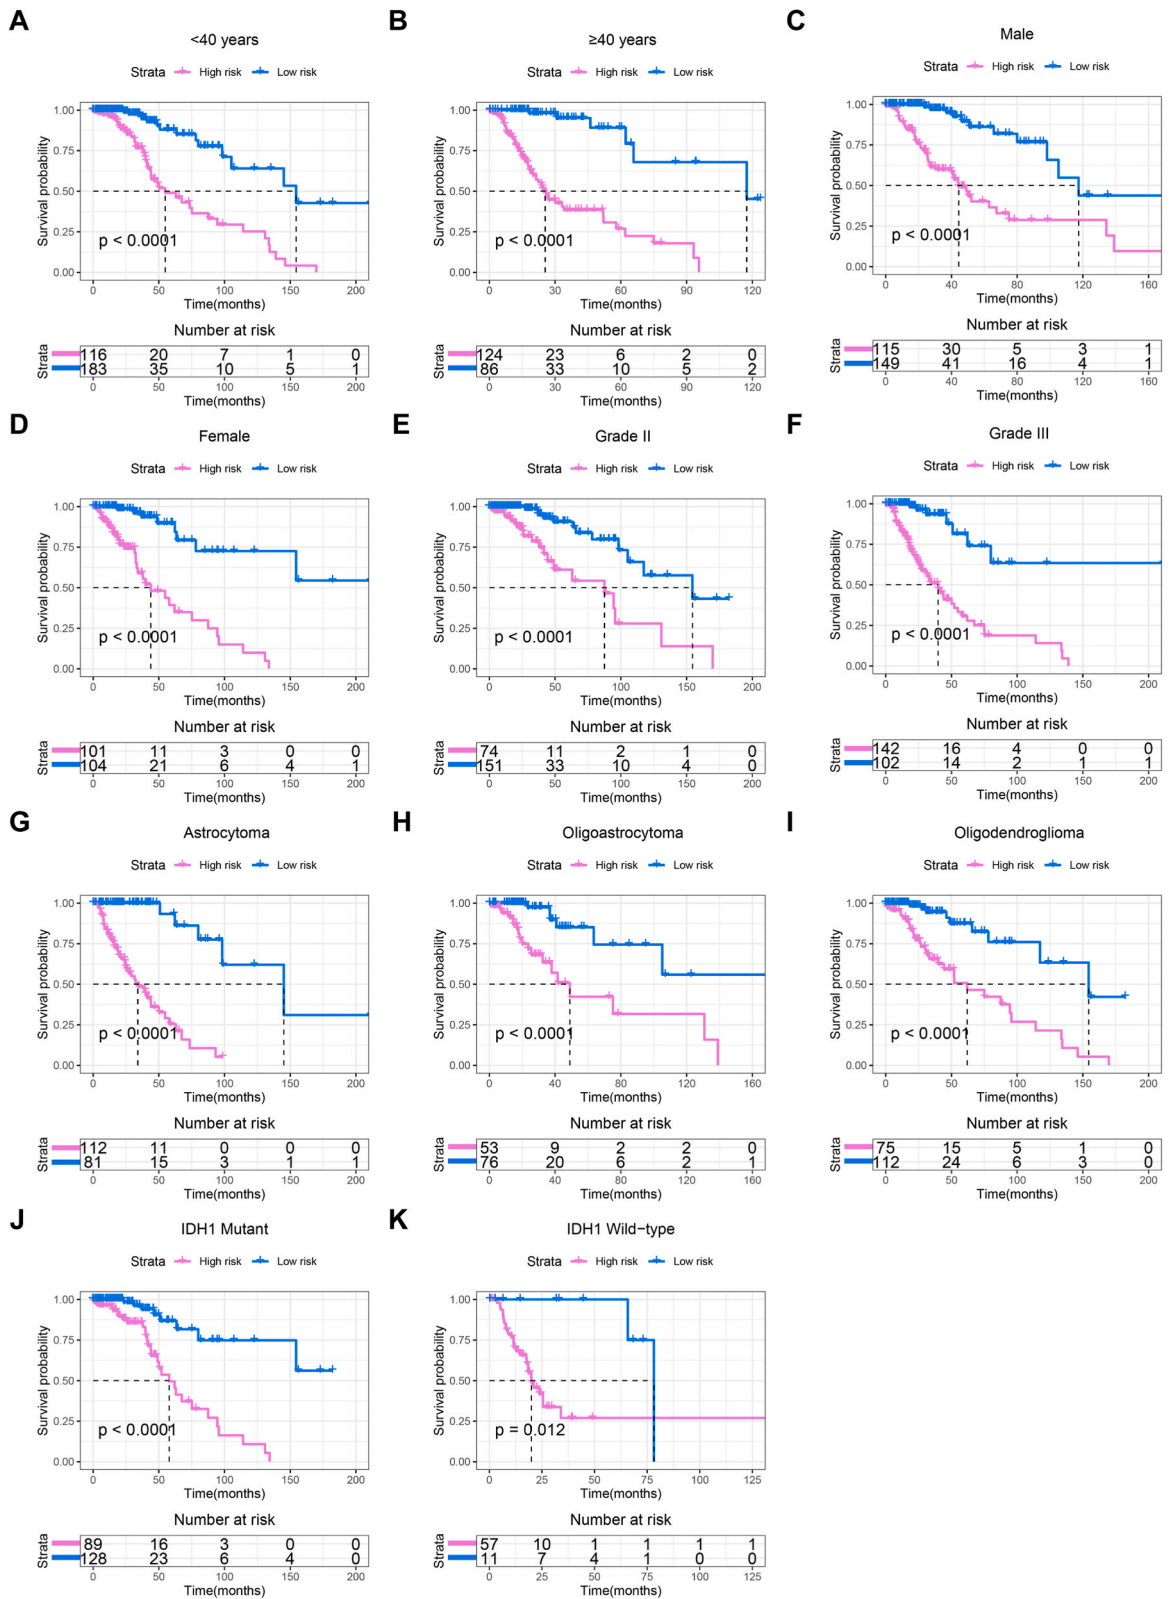 A
<40 years
Strata High risk Low risk
Survival probability
1.00
0.75
0.50
0.25
0.00
p < 0.0001
0 50 100 150 200
Time(months)
Number at risk
Strata
116 20 7 1 0
183 35 10 5 1
0 50 100 150 200
Time(months)
B
≥40 years
Strata High risk Low risk
Survival probability
1.00
0.75
0.50
0.25
0.00
p < 0.0001
0 30 60 90 120
Time(months)
Number at risk
Strata
124 23 6 2 0
86 33 10 5 2
0 30 60 90 120
Time(months)
C
Male
Strata High risk Low risk
Survival probability
1.00
0.75
0.50
0.25
0.00
p < 0.0001
0 40 80 120 160
Time(months)
Number at risk
Strata
115 30 5 3 1
149 41 16 4 1
0 40 80 120 160
Time(months)
D
Female
Strata High risk Low risk
Survival probability
1.00
0.75
0.50
0.25
0.00
p < 0.0001
0 50 100 150 200
Time(months)
Number at risk
Strata
101 11 3 0 0
104 21 6 4 1
0 50 100 150 200
Time(months)
E
Grade II
Strata High risk Low risk
Survival probability
1.00
0.75
0.50
0.25
0.00
p < 0.0001
0 50 100 150 200
Time(months)
Number at risk
Strata
74 11 2 1 0
151 33 10 4 0
0 50 100 150 200
Time(months)
F
Grade III
Strata High risk Low risk
Survival probability
1.00
0.75
0.50
0.25
0.00
p < 0.0001
0 50 100 150 200
Time(months)
Number at risk
Strata
142 16 4 0 0
102 14 2 1 1
0 50 100 150 200
Time(months)
G
Astrocytoma
Strata High risk Low risk
Survival probability
1.00
0.75
0.50
0.25
0.00
p < 0.0001
0 50 100 150 200
Time(months)
Number at risk
Strata
112 11 0 0 0
81 15 3 1 1
0 50 100 150 200
Time(months)
H
Oligoastrocytoma
Strata High risk Low risk
Survival probability
1.00
0.75
0.50
0.25
0.00
p < 0.0001
0 40 80 120 160
Time(months)
Number at risk
Strata
53 9 2 2 0
76 20 6 2 1
0 40 80 120 160
Time(months)
I
Oligodendroglioma
Strata High risk Low risk
Survival probability
1.00
0.75
0.50
0.25
0.00
p < 0.0001
0 50 100 150 200
Time(months)
Number at risk
Strata
75 15 5 1 0
112 24 6 3 0
0 50 100 150 200
Time(months)
J
IDH1 Mutant
Strata High risk Low risk
Survival probability
1.00
0.75
0.50
0.25
0.00
p < 0.0001
0 50 100 150 200
Time(months)
Number at risk
Strata
89 16 3 0 0
128 23 6 4 0
0 50 100 150 200
Time(months)
K
IDH1 Wild−type
Strata High risk Low risk
Survival probability
1.00
0.75
0.50
0.25
0.00
p = 0.012
0 25 50 75 100 125
Time(months)
Number at risk
Strata
57 10 1 1 1 1
11 7 4 1 0 0
0 25 50 75 100 125
Time(months)